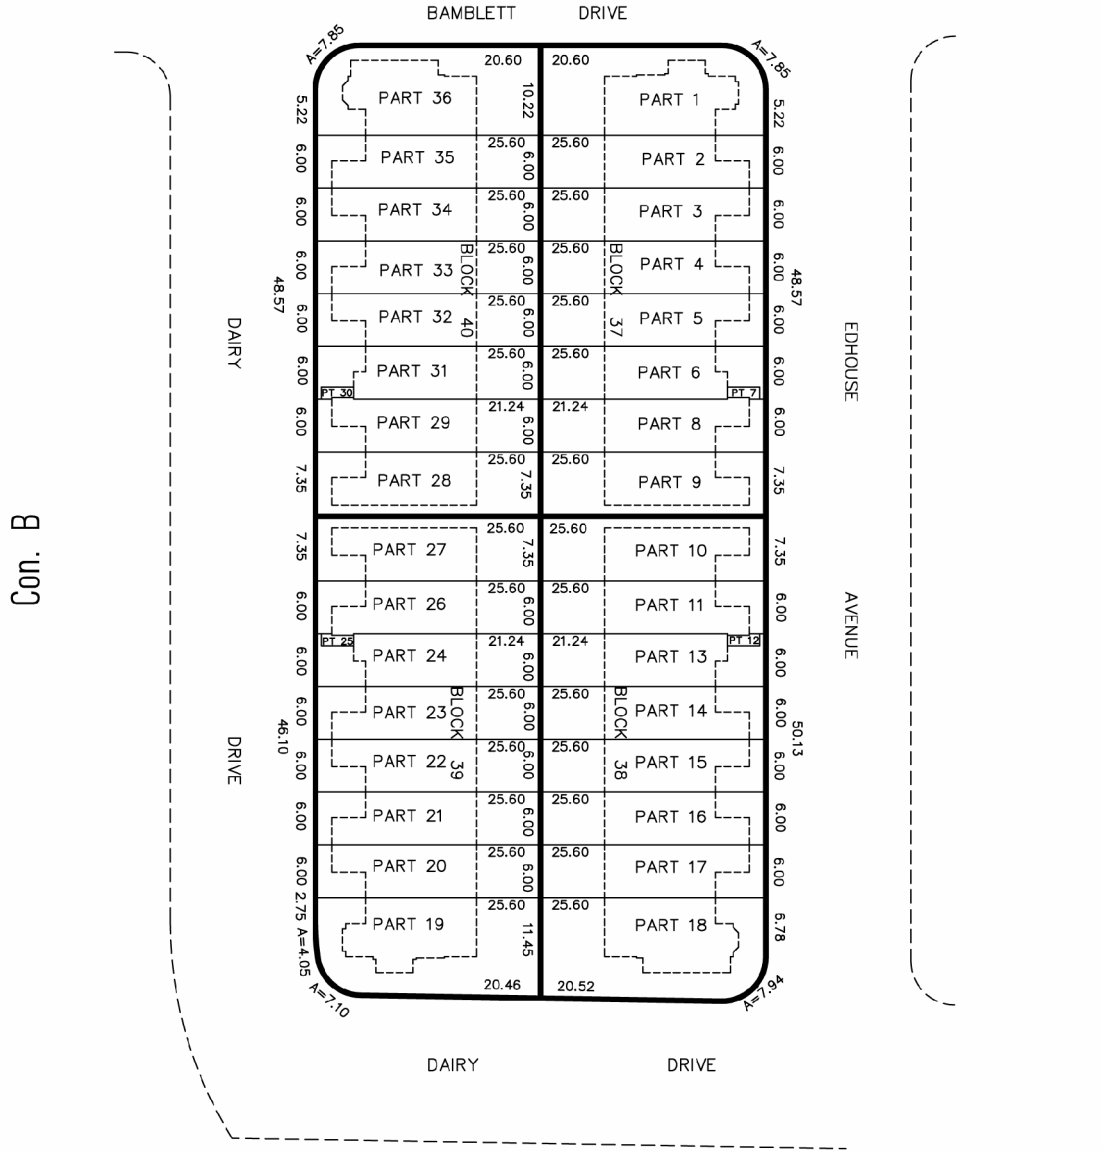 BAMBLETT DRIVE
A=7.85 A=7.85
20.60 20.60
5.22 PART 36 10.22 PART 1 5.22
25.60 25.60
6.00 PART 35 6.00 PART 2 6.00
25.60 25.60
6.00 PART 34 6.00 PART 3 6.00
25.60 25.60
6.00 PART 33 6.00 PART 4 6.00
BLOCK 40 BLOCK 37
48.57 48.57
25.60 25.60
6.00 PART 32 6.00 PART 5 6.00
25.60 25.60
6.00 PART 31 6.00 PART 6 6.00
PT 30 PT 7
21.24 21.24
6.00 PART 29 6.00 PART 8 6.00
25.60 25.60
7.35 PART 28 7.35 PART 9 7.35
25.60 25.60
7.35 PART 27 7.35 PART 10 7.35
25.60 25.60
6.00 PART 26 6.00 PART 11 6.00
PT 25 PT 12
21.24 21.24
6.00 PART 24 6.00 PART 13 6.00
25.60 25.60
6.00 PART 23 6.00 PART 14 6.00
BLOCK 39 BLOCK 38
46.10 50.13
25.60 25.60
6.00 PART 22 6.00 PART 15 6.00
25.60 25.60
6.00 PART 21 6.00 PART 16 6.00
25.60 25.60
6.00 PART 20 6.00 PART 17 6.00
25.60 25.60
2.75 PART 19 11.45 PART 18 6.78
A=4.05
20.46 20.52
A=7.10 A=7.94
DAIRY DRIVE
EDHOUSE AVENUE
DAIRY DRIVE
Con. B